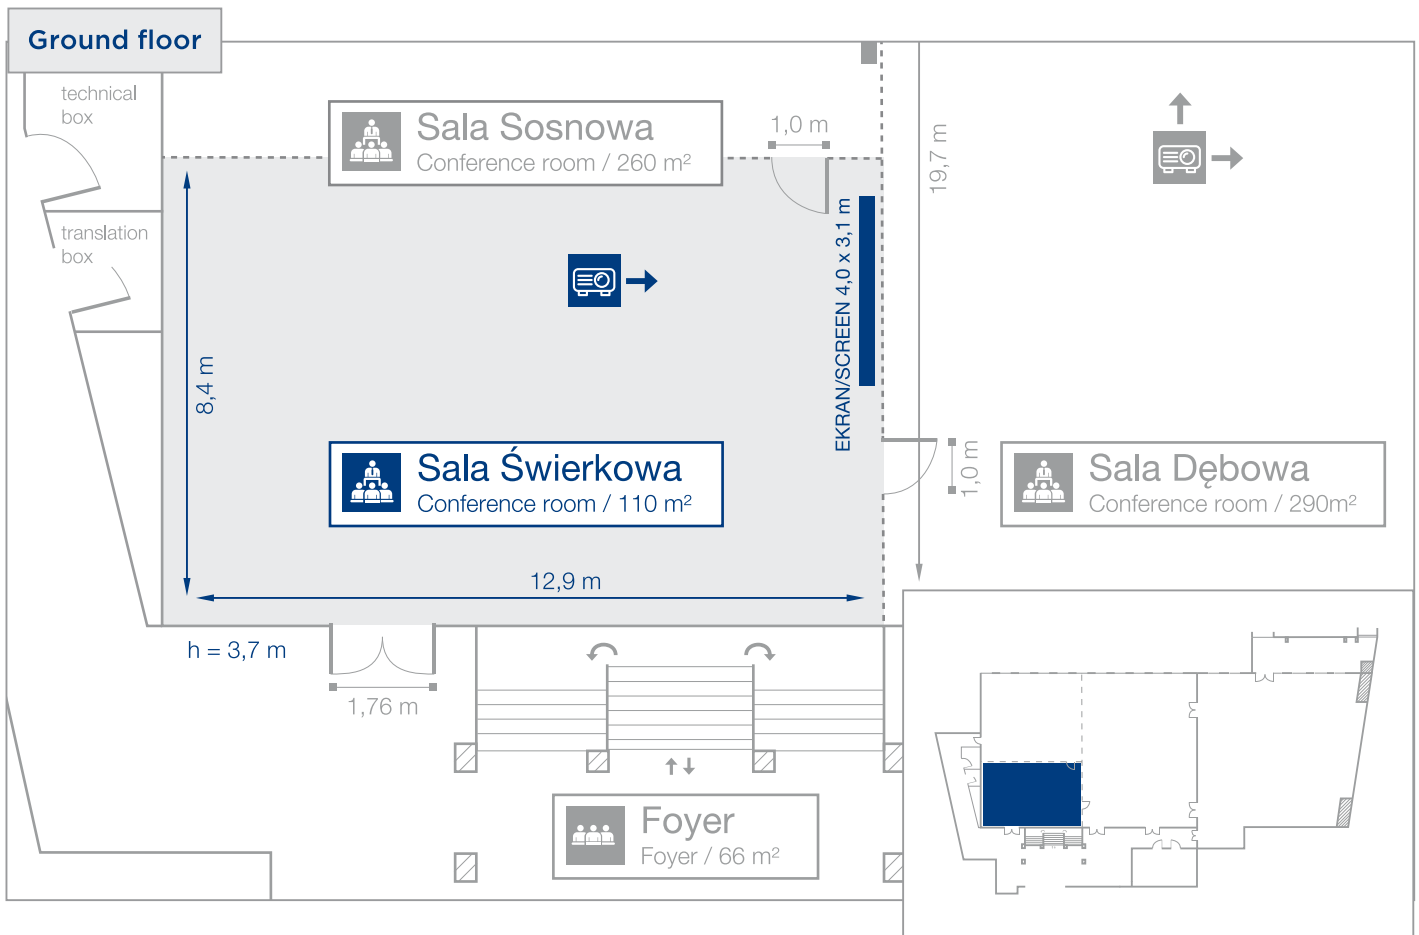 Ground floor
technical
box
translation
box
Sala Sosnowa
Conference room / 260 m²
1,0 m
19,7 m
EKRAN/SCREEN 4,0 x 3,1 m
8,4 m
Sala Świerkowa
Conference room / 110 m²
1,0 m
Sala Dębowa
Conference room / 290m²
12,9 m
h = 3,7 m
1,76 m
Foyer
Foyer / 66 m²